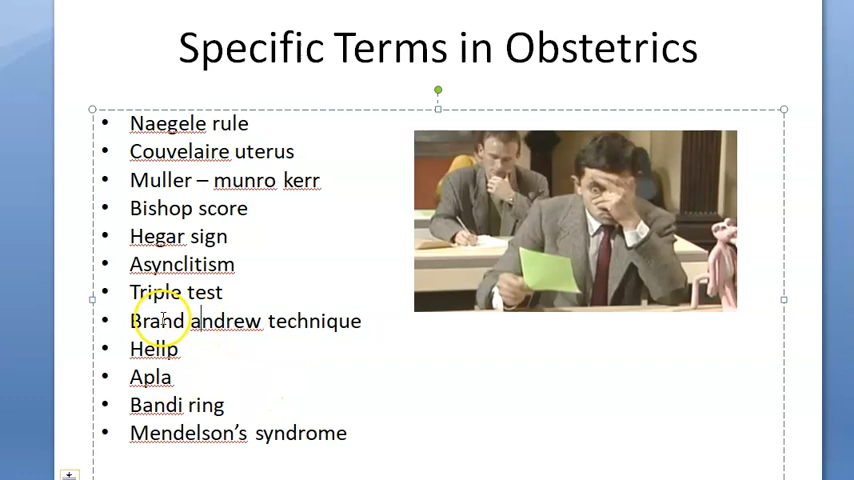 Specific Terms in Obstetrics
• Naegele rule
• Couvelaire uterus
• Muller – munro kerr
• Bishop score
• Hegar sign
• Asynclitism
• Triple test
• Brand andrew technique
• Hellp
• Apla
• Bandi ring
• Mendelson’s syndrome